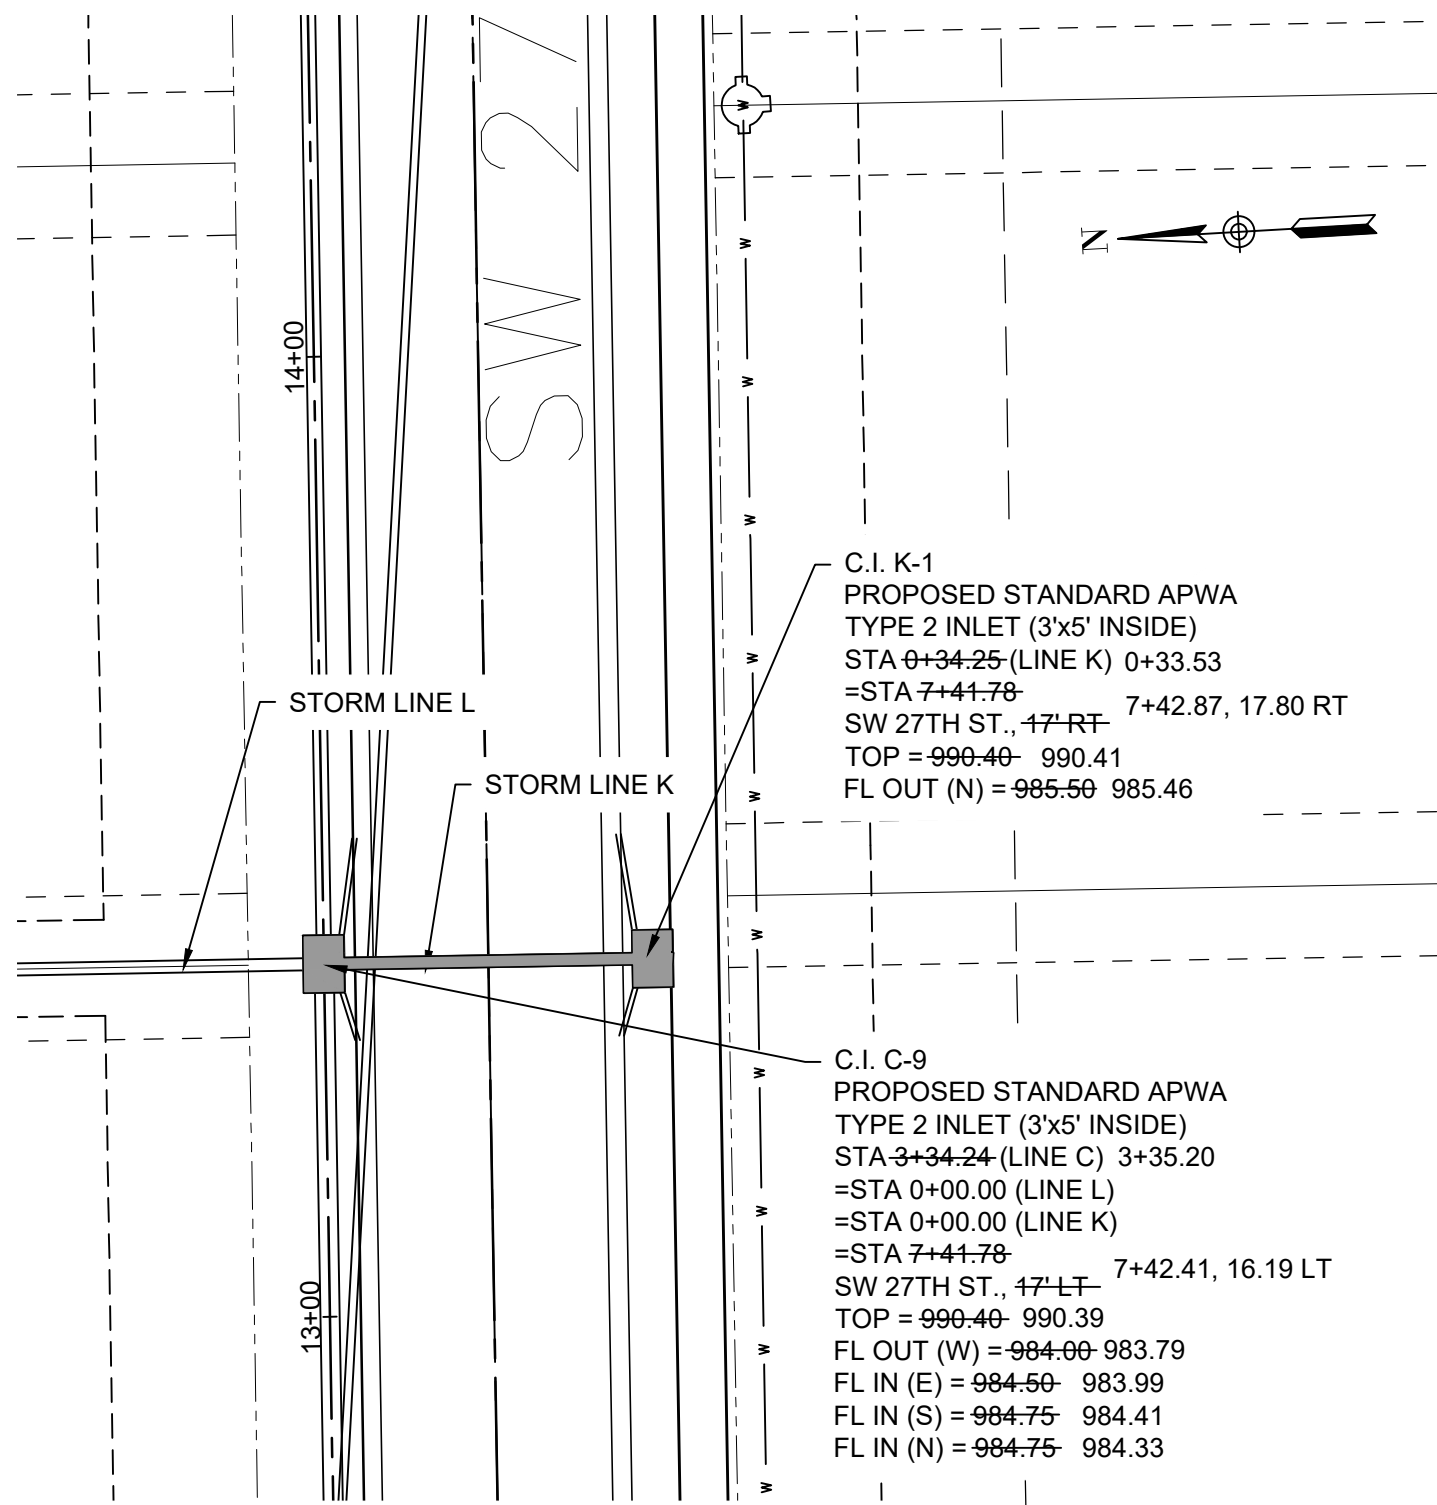 SW 27
N
14+00
C.I. K-1
PROPOSED STANDARD APWA
TYPE 2 INLET (3'x5' INSIDE)
STA 0+34.25 (LINE K) 0+33.53
=STA 7+41.78
7+42.87, 17.80 RT
SW 27TH ST., 17' RT
TOP = 990.40 990.41
FL OUT (N) = 985.50 985.46
STORM LINE L
STORM LINE K
C.I. C-9
PROPOSED STANDARD APWA
TYPE 2 INLET (3'x5' INSIDE)
STA 3+34.24 (LINE C) 3+35.20
=STA 0+00.00 (LINE L)
=STA 0+00.00 (LINE K)
=STA 7+41.78
7+42.41, 16.19 LT
SW 27TH ST., 17' LT
TOP = 990.40 990.39
FL OUT (W) = 984.00 983.79
FL IN (E) = 984.50 983.99
FL IN (S) = 984.75 984.41
FL IN (N) = 984.75 984.33
13+00
W
W
W
W
W
W
W
W
W
W
W